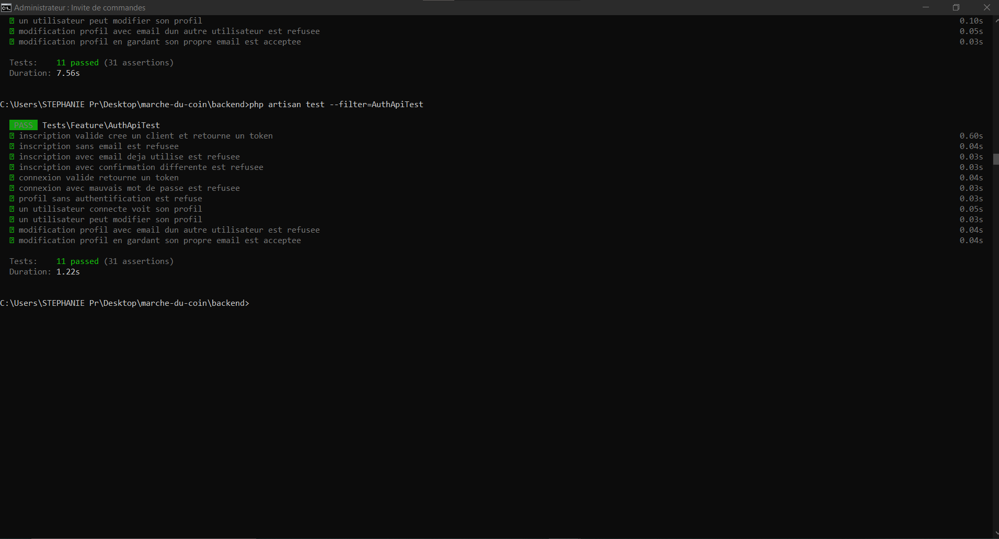 Administrateur : Invite de commandes
un utilisateur peut modifier son profil 0.10s
modification profil avec email dun autre utilisateur est refusee 0.05s
modification profil en gardant son propre email est acceptee 0.03s
Tests: 11 passed (31 assertions)
Duration: 7.56s
C:\Users\STEPHANIE Pr\Desktop\marche-du-coin\backend>php artisan test --filter=AuthApiTest
PASS Tests\Feature\AuthApiTest
inscription valide cree un client et retourne un token 0.60s
inscription sans email est refusee 0.04s
inscription avec email deja utilise est refusee 0.03s
inscription avec confirmation differente est refusee 0.03s
connexion valide retourne un token 0.04s
connexion avec mauvais mot de passe est refusee 0.03s
profil sans authentification est refuse 0.03s
un utilisateur connecte voit son profil 0.05s
un utilisateur peut modifier son profil 0.03s
modification profil avec email dun autre utilisateur est refusee 0.04s
modification profil en gardant son propre email est acceptee 0.04s
Tests: 11 passed (31 assertions)
Duration: 1.22s
C:\Users\STEPHANIE Pr\Desktop\marche-du-coin\backend>